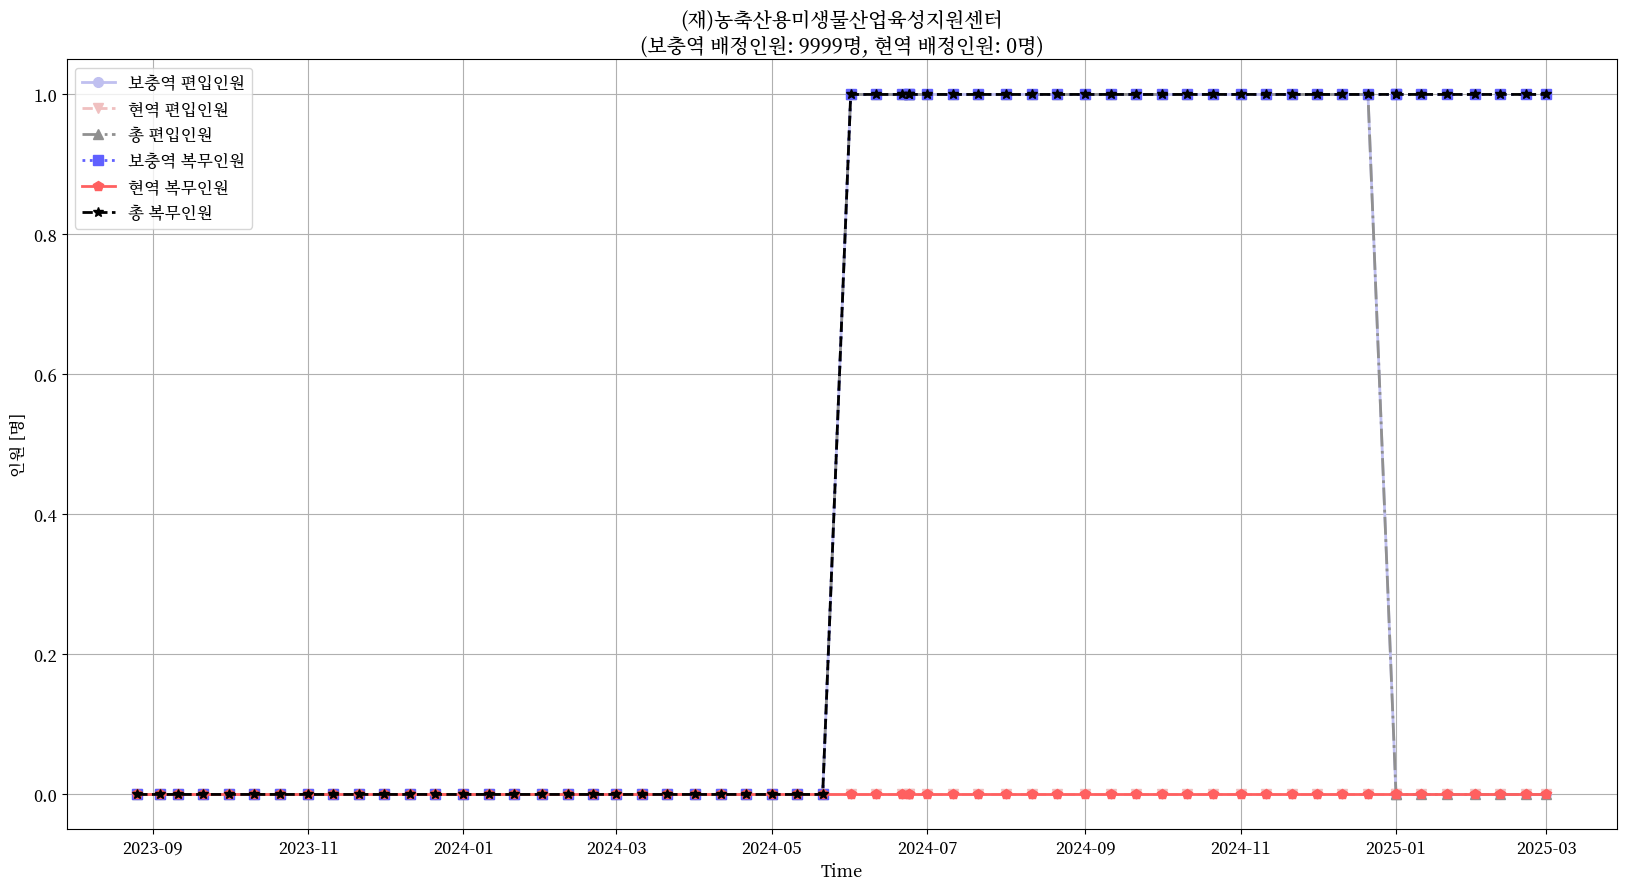 (재)농축산용미생물산업육성지원센터
(보충역 배정인원: 9999명, 현역 배정인원: 0명)
보충역 편입인원
현역 편입인원
총 편입인원
보충역 복무인원
현역 복무인원
총 복무인원
1.0
0.8
0.6
0.4
0.2
0.0
인원 [명]
2023-09
2023-11
2024-01
2024-03
2024-05
2024-07
2024-09
2024-11
2025-01
2025-03
Time